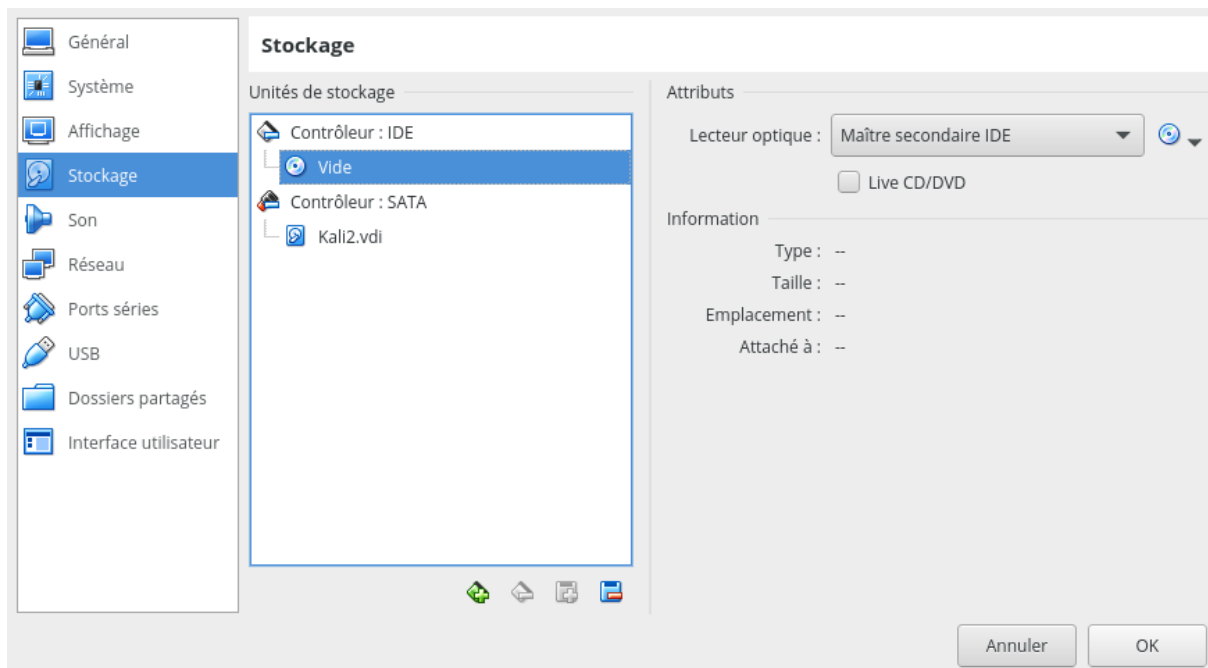 Général
Système
Affichage
Stockage
Son
Réseau
Ports séries
USB
Dossiers partagés
Interface utilisateur
Stockage
Unités de stockage
Contrôleur : IDE
Vide
Contrôleur : SATA
Kali2.vdi
Attributs
Lecteur optique : Maître secondaire IDE
Live CD/DVD
Information
Type : --
Taille : --
Emplacement : --
Attaché à : --
Annuler OK